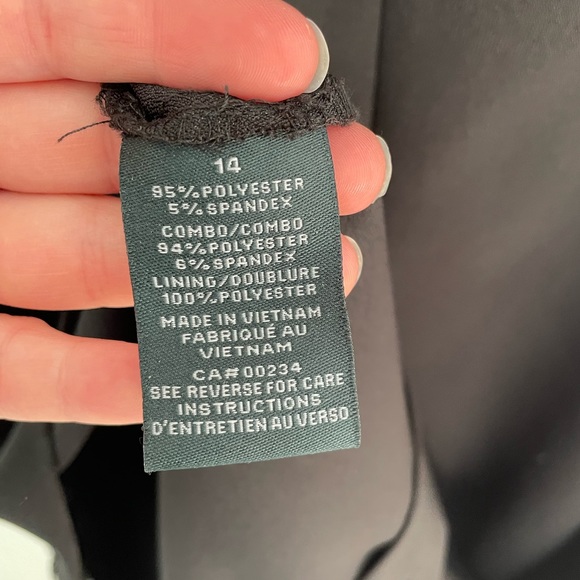 14
95% POLYESTER
5% SPANDEX
COMBO/COMBO
94% POLYESTER
6% SPANDEX
LINING/DOUBLURE
100% POLYESTER
MADE IN VIETNAM
FABRIQUÉ AU
VIETNAM
CA# 00234
SEE REVERSE FOR CARE
INSTRUCTIONS
D'ENTRETIEN AU VERSO